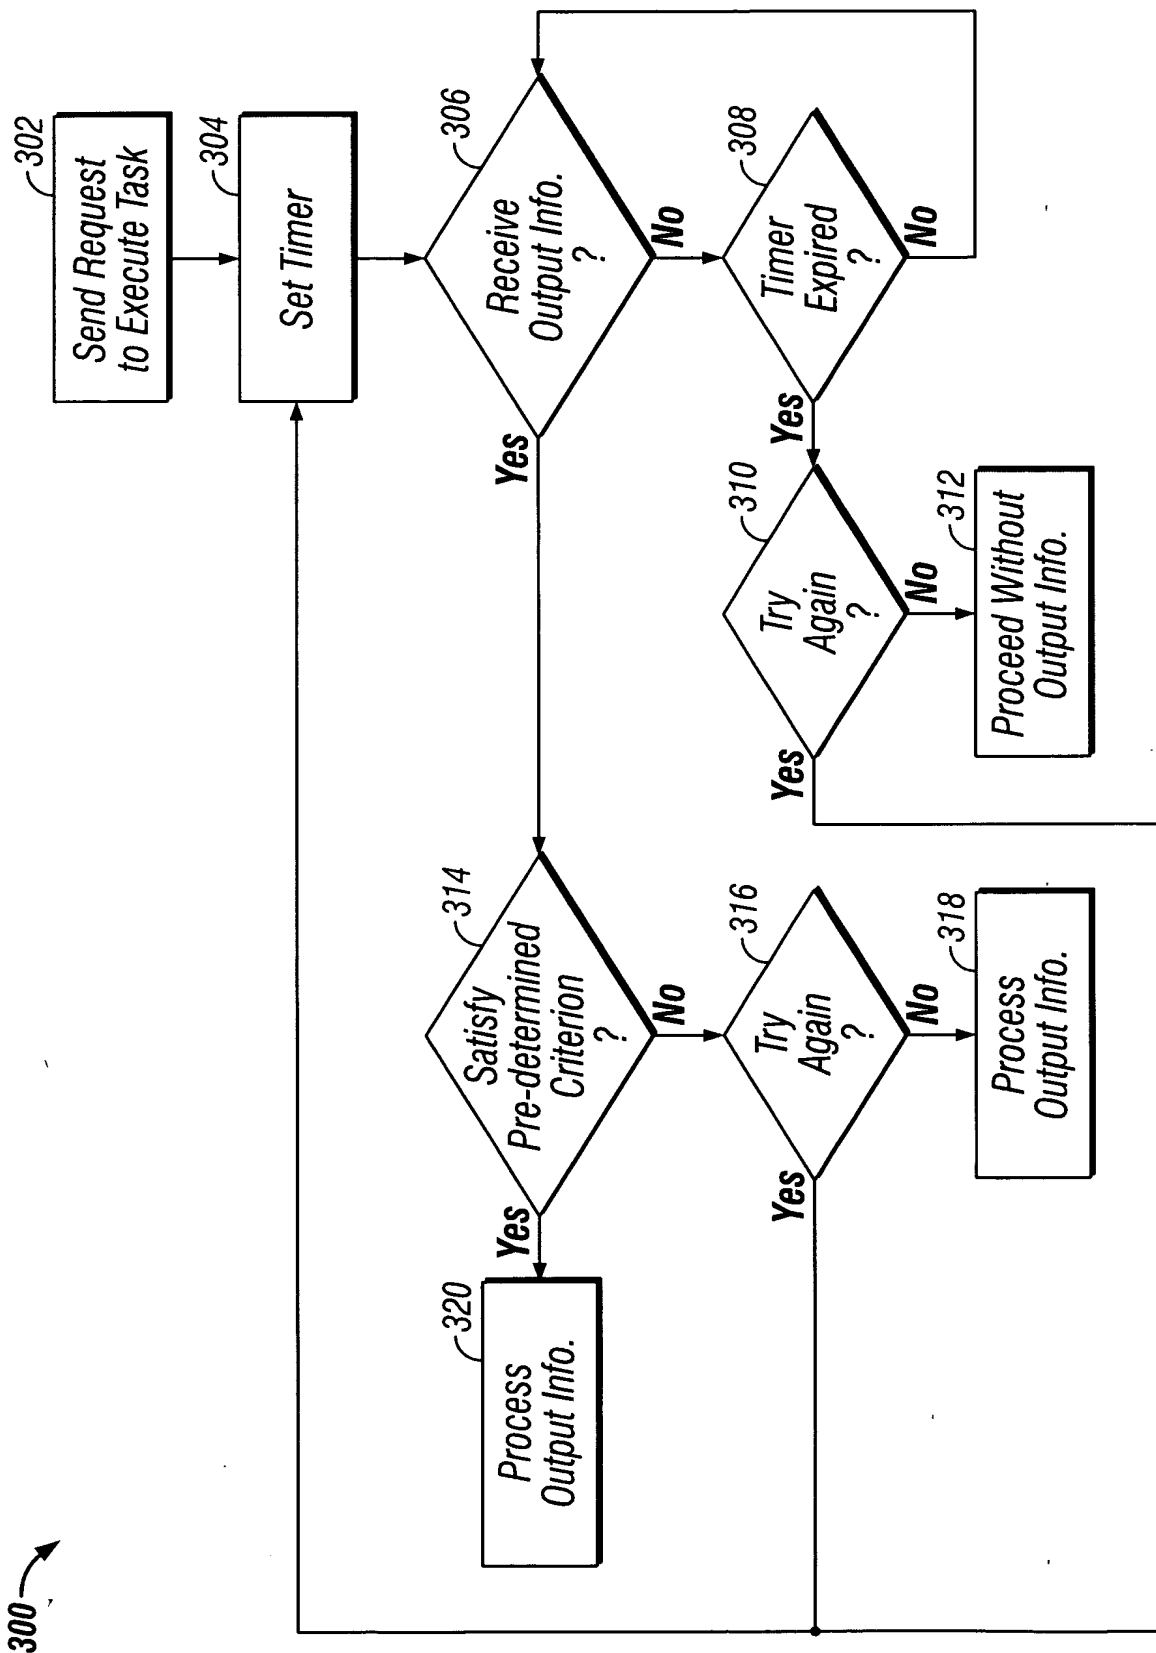 300
302
Send Request
to Execute Task
304
Set Timer
306
Receive
Output Info.
?
Yes
No
308
Timer
Expired
?
Yes
No
310
Try
Again
?
Yes
No
312
Proceed Without
Output Info.
314
Satisfy
Pre-determined
Criterion
?
Yes
No
316
Try
Again
?
Yes
No
318
Process
Output Info.
320
Process
Output Info.